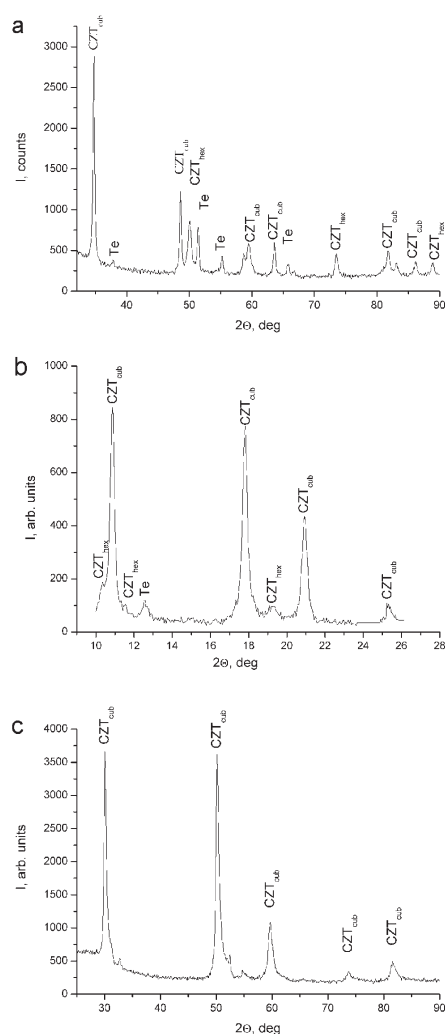 a
CZTcub
CZTcub
CZThex
Te
Te
Te
CZTcub
CZTcub
Te
CZThex
CZTcub
CZTcub
CZThex
I, counts
3000
2500
2000
1500
1000
500
0
40 50 60 70 80 90
2Θ, deg
b
CZThex
CZTcub
CZThex
Te
CZTcub
CZThex
CZTcub
CZTcub
I, arb. units
1000
800
600
400
200
0
10 12 14 16 18 20 22 24 26 28
2Θ, deg
c
CZTcub
CZTcub
CZTcub
CZTcub
CZTcub
I, arb. units
4000
3500
3000
2500
2000
1500
1000
500
0
30 40 50 60 70 80 90
2Θ, deg